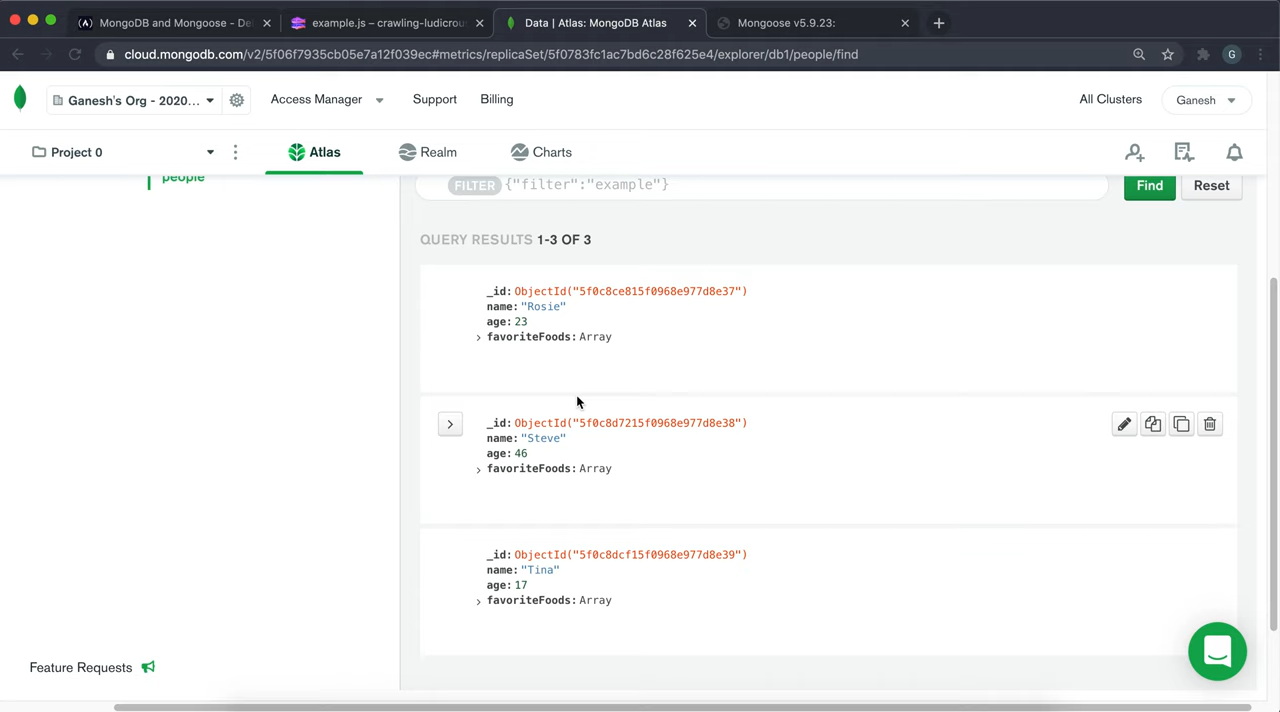 MongoDB and Mongoose - De
example.js – crawling-ludicrou
Data | Atlas: MongoDB Atlas
Mongoose v5.9.23:
cloud.mongodb.com/v2/5f06f7935cb05e7a12f039ec#metrics/replicaSet/5f0783fc1ac7bd6c28f625e4/explorer/db1/people/find
G
Ganesh's Org - 2020...
Access Manager
Support
Billing
All Clusters
Ganesh
Project 0
Atlas
Realm
Charts
people
FILTER {"filter":"example"}
Find
Reset
QUERY RESULTS 1-3 OF 3
_id: ObjectId("5f0c8ce815f0968e977d8e37")
name: "Rosie"
age: 23
favoriteFoods: Array
_id: ObjectId("5f0c8d7215f0968e977d8e38")
name: "Steve"
age: 46
favoriteFoods: Array
_id: ObjectId("5f0c8dcf15f0968e977d8e39")
name: "Tina"
age: 17
favoriteFoods: Array
Feature Requests